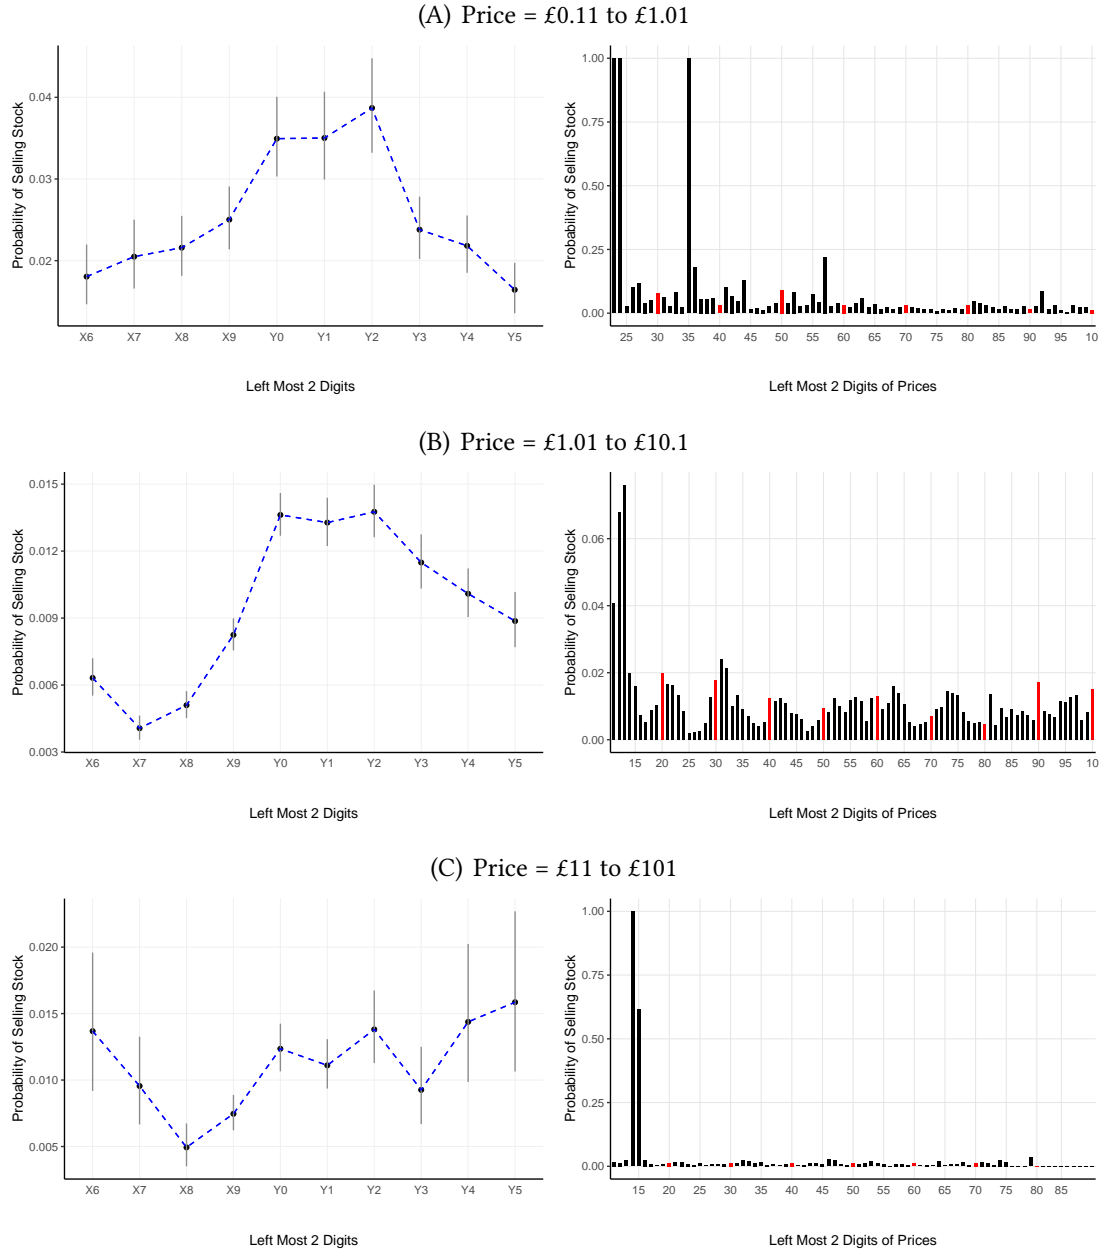 (A) Price = £0.11 to £1.01
Probability of Selling Stock
0.04
0.03
0.02
X6 X7 X8 X9 Y0 Y1 Y2 Y3 Y4 Y5
Left Most 2 Digits
Probability of Selling Stock
1.00
0.75
0.50
0.25
0.00
25 30 35 40 45 50 55 60 65 70 75 80 85 90 95 10
Left Most 2 Digits of Prices
(B) Price = £1.01 to £10.1
Probability of Selling Stock
0.015
0.012
0.009
0.006
0.003
X6 X7 X8 X9 Y0 Y1 Y2 Y3 Y4 Y5
Left Most 2 Digits
Probability of Selling Stock
0.06
0.04
0.02
0.00
15 20 25 30 35 40 45 50 55 60 65 70 75 80 85 90 95 10
Left Most 2 Digits of Prices
(C) Price = £11 to £101
Probability of Selling Stock
0.020
0.015
0.010
0.005
X6 X7 X8 X9 Y0 Y1 Y2 Y3 Y4 Y5
Left Most 2 Digits
Probability of Selling Stock
1.00
0.75
0.50
0.25
0.00
15 20 25 30 35 40 45 50 55 60 65 70 75 80 85
Left Most 2 Digits of Prices